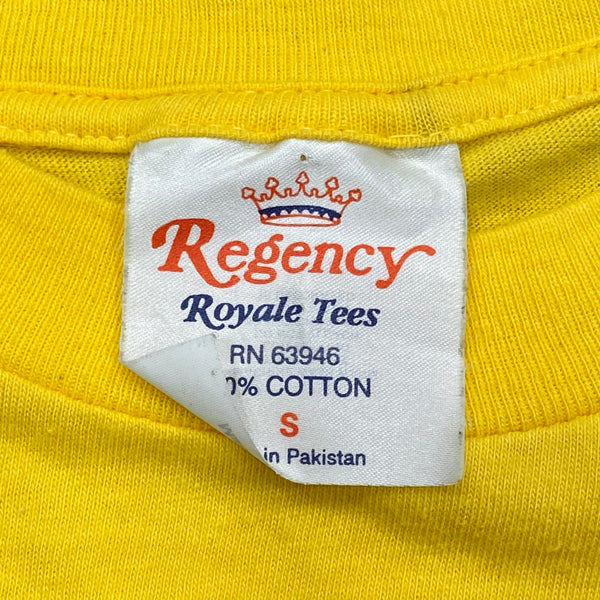 Regency
Royale Tees
RN 63946
0% COTTON
S
in Pakistan